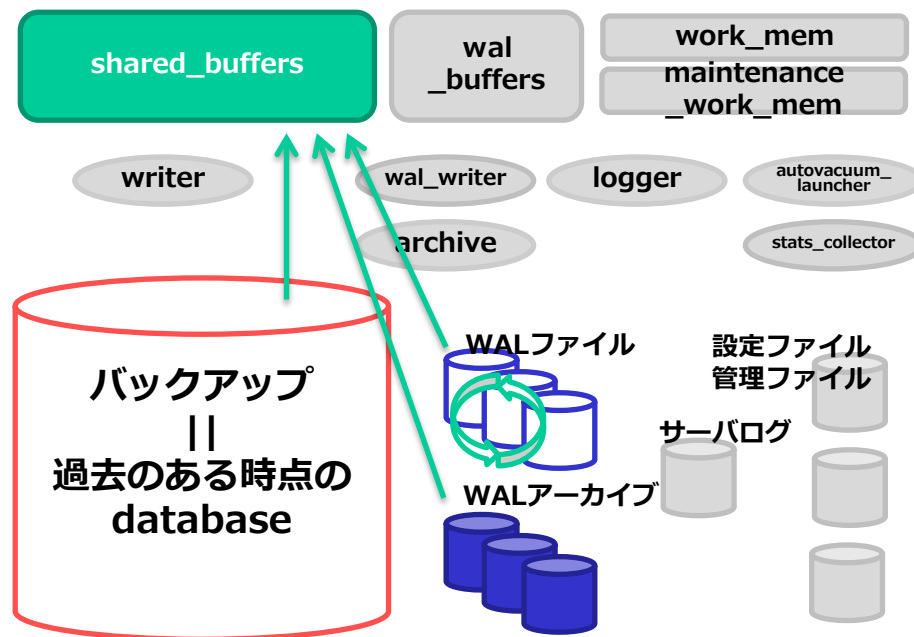 shared_buffers
wal
_buffers
work_mem
maintenance
_work_mem
writer
wal_writer
logger
autovacuum_
launcher
archive
stats_collector
バックアップ
||
過去のある時点の
database
WALファイル
設定ファイル
管理ファイル
サーバログ
WALアーカイブ